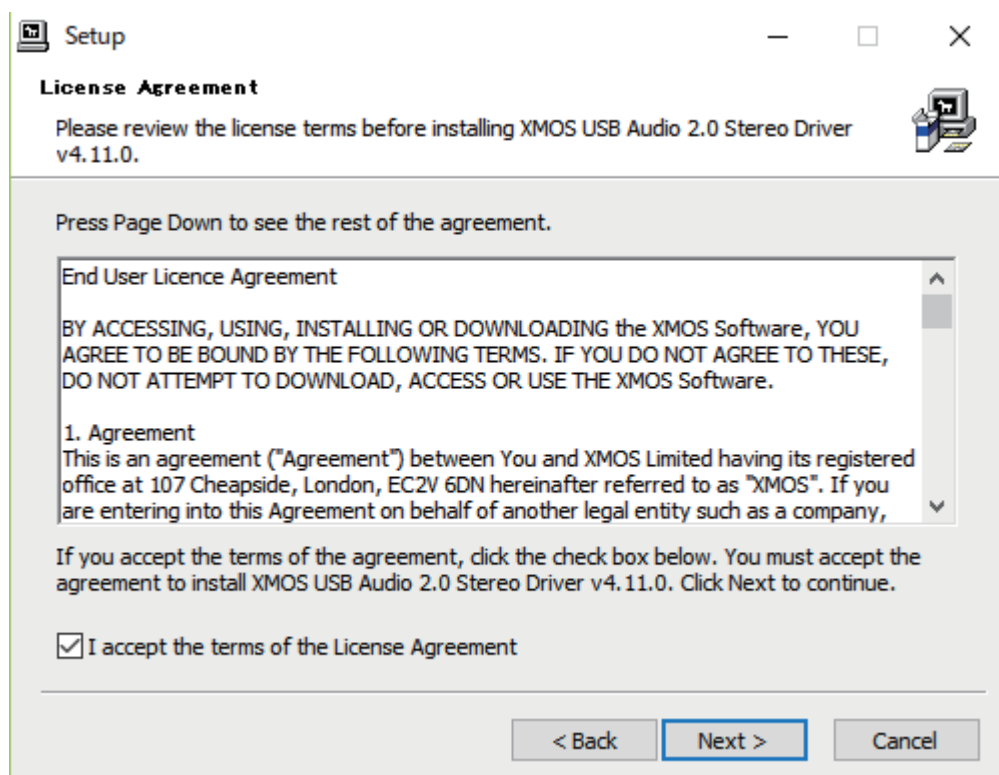 Setup
License Agreement
Please review the license terms before installing XMOS USB Audio 2.0 Stereo Driver
v4.11.0.
Press Page Down to see the rest of the agreement.
End User Licence Agreement
BY ACCESSING, USING, INSTALLING OR DOWNLOADING the XMOS Software, YOU
AGREE TO BE BOUND BY THE FOLLOWING TERMS. IF YOU DO NOT AGREE TO THESE,
DO NOT ATTEMPT TO DOWNLOAD, ACCESS OR USE THE XMOS Software.
1. Agreement
This is an agreement ("Agreement") between You and XMOS Limited having its registered
office at 107 Cheapside, London, EC2V 6DN hereinafter referred to as "XMOS". If you
are entering into this Agreement on behalf of another legal entity such as a company,
If you accept the terms of the agreement, click the check box below. You must accept the
agreement to install XMOS USB Audio 2.0 Stereo Driver v4.11.0. Click Next to continue.
I accept the terms of the License Agreement
< Back Next > Cancel